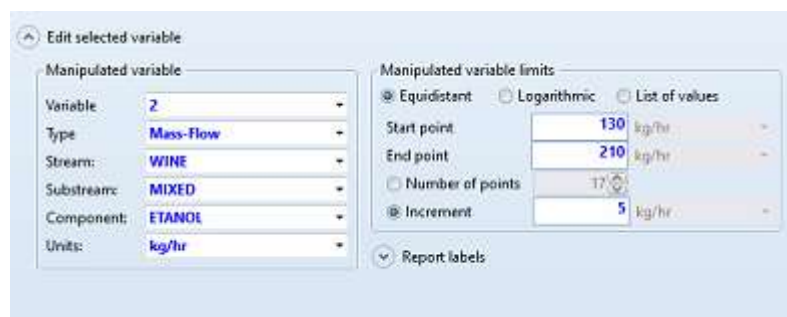 Edit selected variable
Manipulated variable
Variable 2
Type Mass-Flow
Stream: WINE
Substream: MIXED
Component: ETANOL
Units: kg/hr
Manipulated variable limits
Equidistant Logarithmic List of values
Start point 130 kg/hr
End point 210 kg/hr
Number of points 17
Increment 5 kg/hr
Report labels